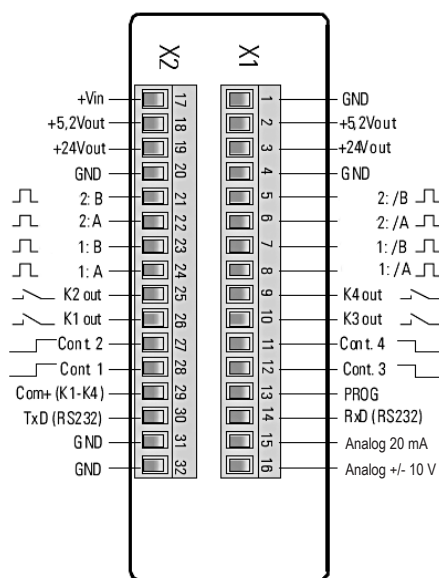 X2 X1
+Vin 17 1 GND
+5,2Vout 18 2 +5,2Vout
+24Vout 19 3 +24Vout
GND 20 4 GND
2: B 21 5 2: /B
2: A 22 6 2: /A
1: B 23 7 1: /B
1: A 24 8 1: /A
K2 out 25 9 K4 out
K1 out 26 10 K3 out
Cont. 2 27 11 Cont. 4
Cont. 1 28 12 Cont. 3
Com+ (K1-K4) 29 13 PROG
TxD (RS232) 30 14 RxD (RS232)
GND 31 15 Analog 20 mA
GND 32 16 Analog +/- 10 V